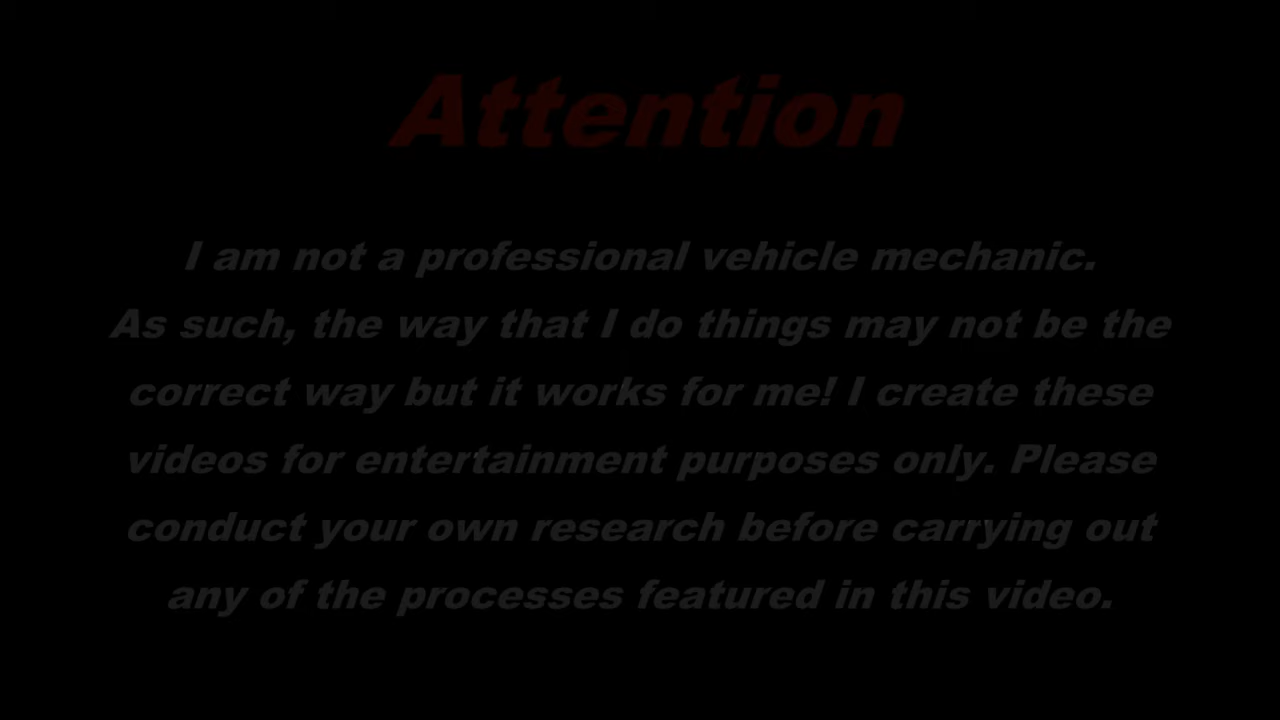 Attention
I am not a professional vehicle mechanic.
As such, the way that I do things may not be the
correct way but it works for me! I create these
videos for entertainment purposes only. Please
conduct your own research before carrying out
any of the processes featured in this video.